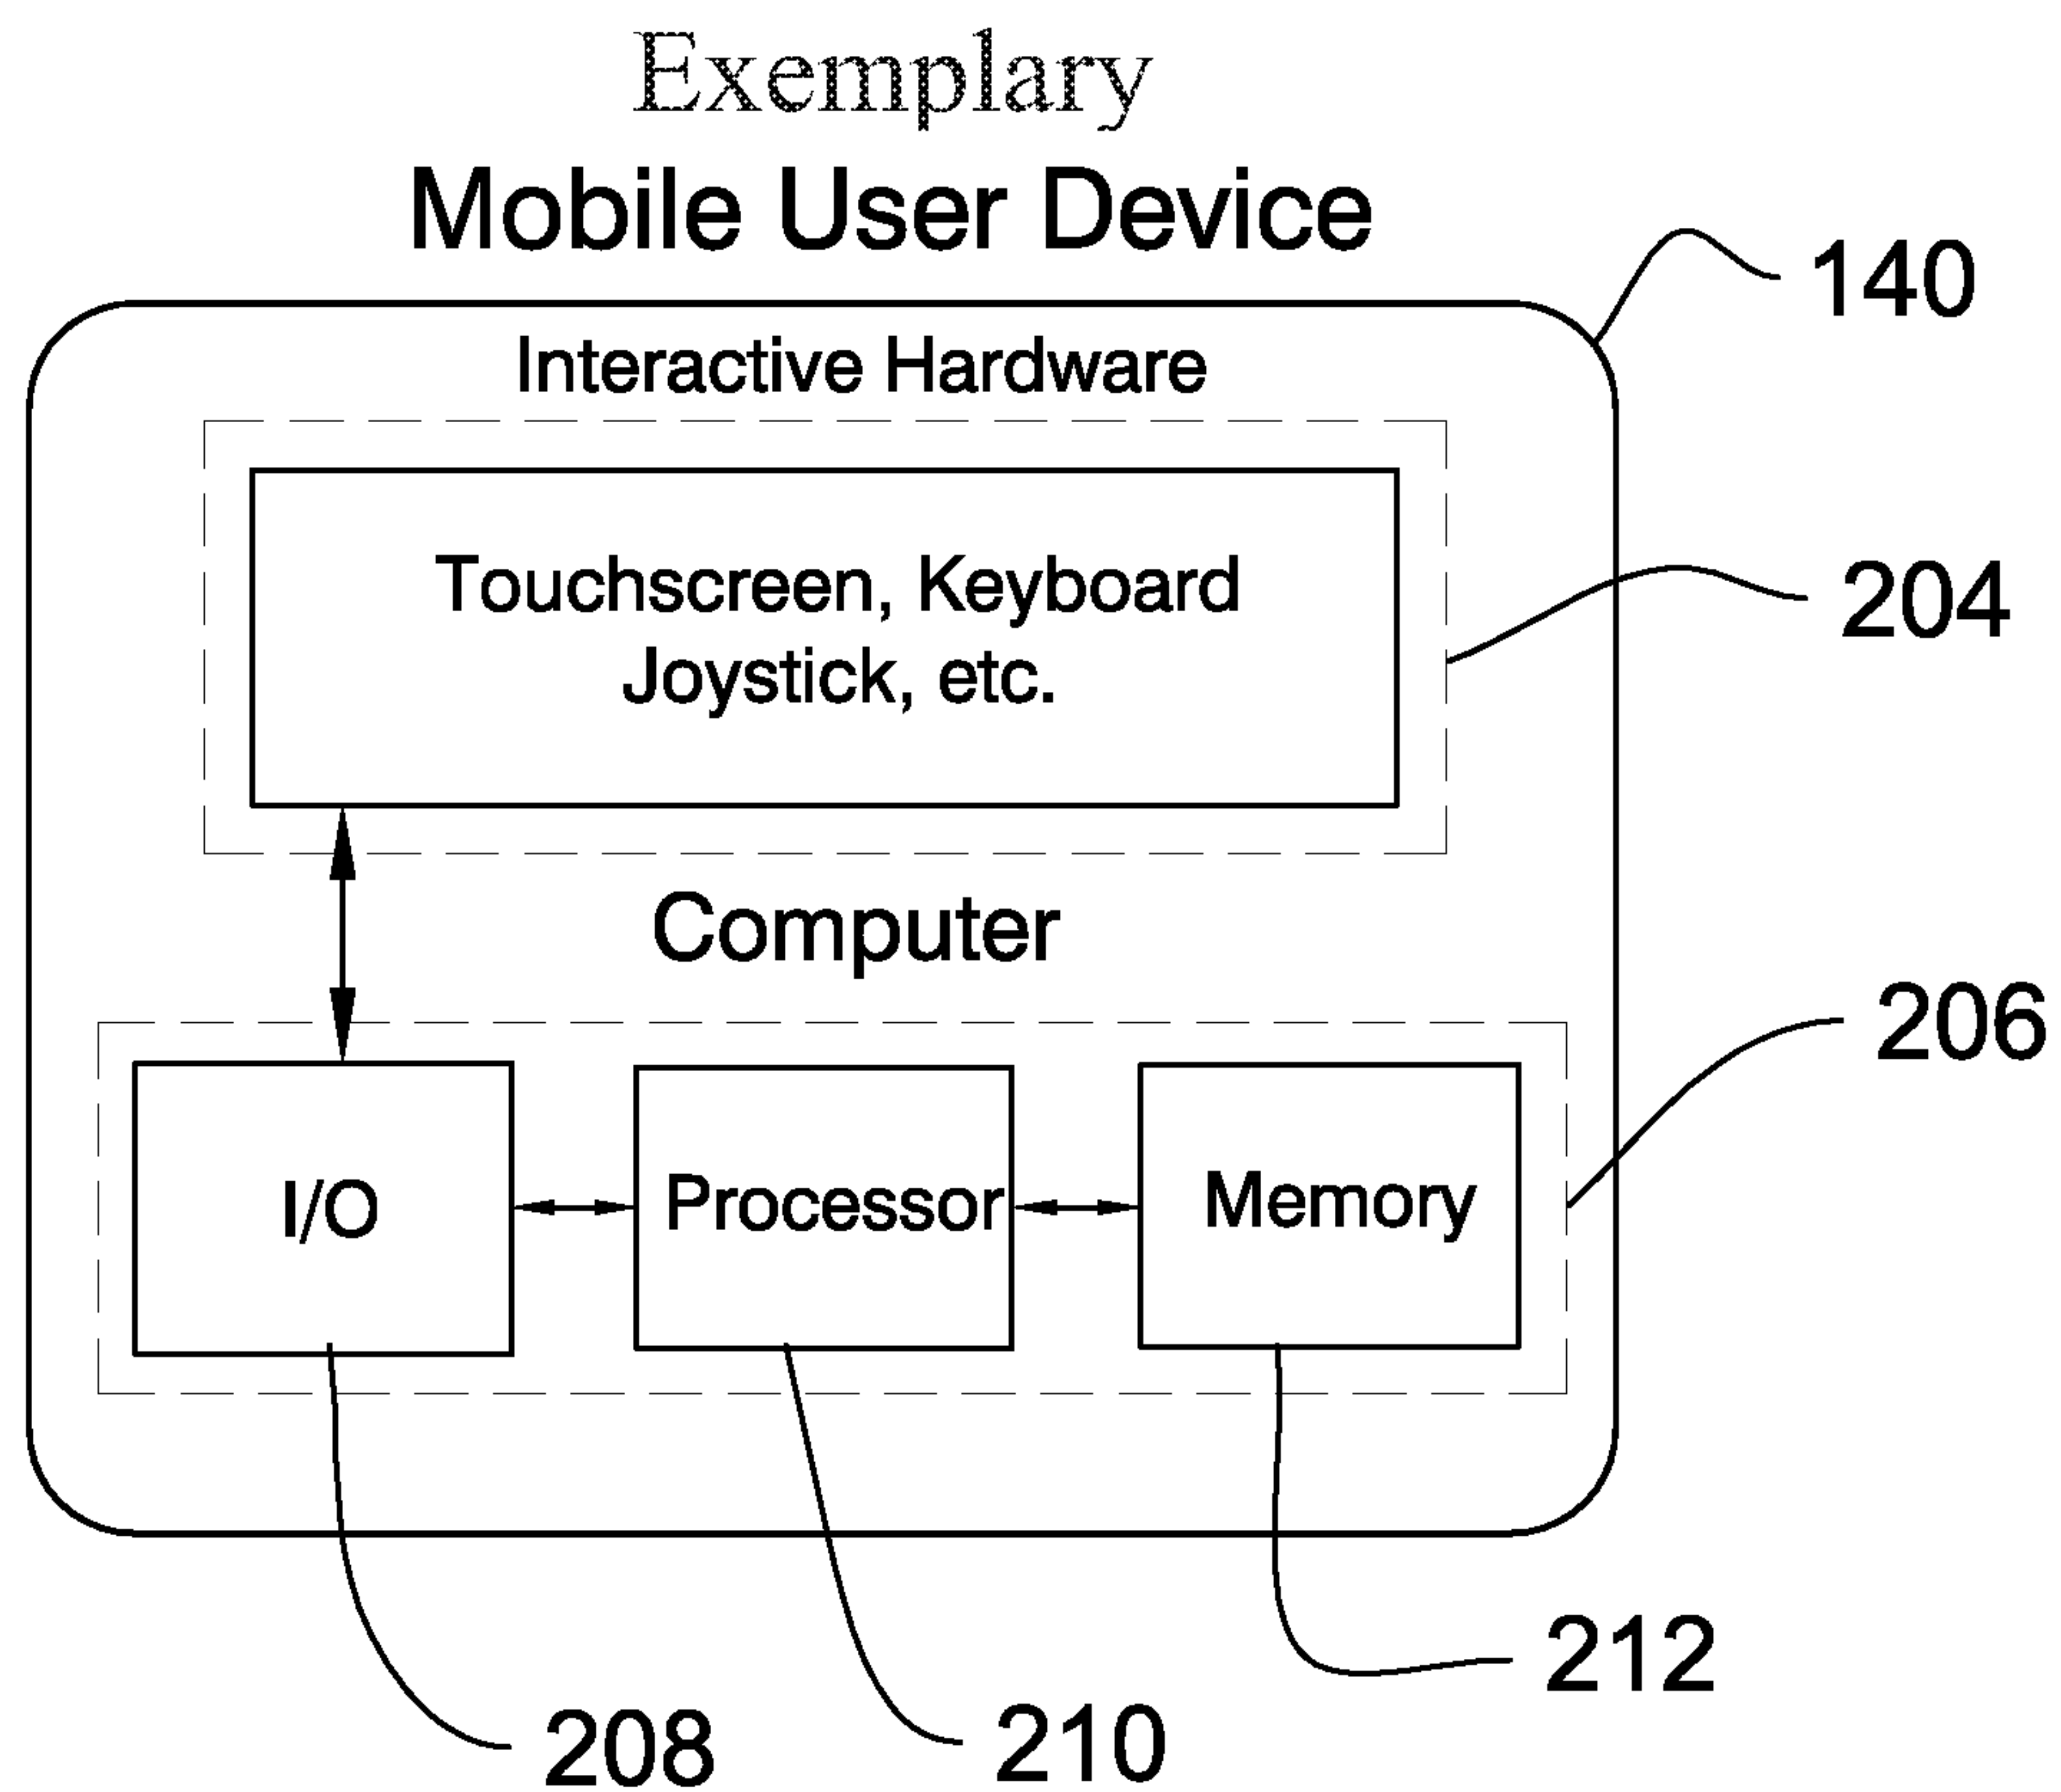 Exemplary
Mobile User Device
140
Interactive Hardware
Touchscreen, Keyboard
Joystick, etc.
204
Computer
206
I/O
Processor
Memory
212
208
210